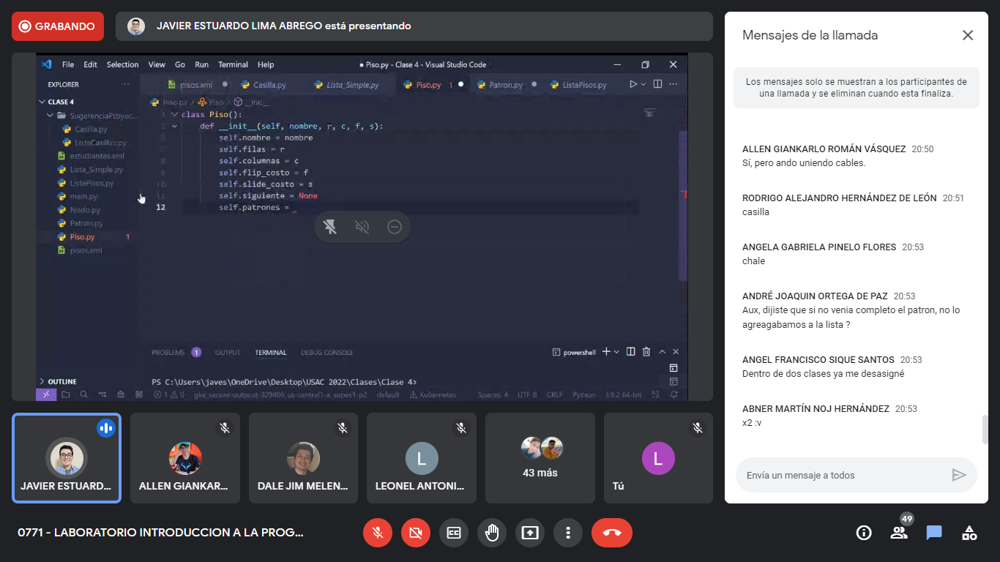 GRABANDO
JAVIER ESTUARDO LIMA ABREGO está presentando
File Edit Selection View Go Run Terminal Help
● Piso.py - Clase 4 - Visual Studio Code
EXPLORER
pisos.xml Casilla.py Lista_Simple.py Piso.py 1 Patron.py ListaPisos.py
CLASE 4
Piso.py > Piso > __init__
SugerenciaProyec...
Casilla.py
ListaCasillas.py
estudiantes.xml
Lista_Simple.py
ListaPisos.py
main.py
Nodo.py
Patron.py
Piso.py 1
pisos.xml
1 class Piso():
2 def __init__(self, nombre, r, c, f, s):
self.nombre = nombre
self.filas = r
8 self.columnas = c
9 self.flip_costo = f
10 self.slide_costo = s
11 self.siguiente = None
12 self.patrones =
PROBLEMS 1 OUTPUT TERMINAL DEBUG CONSOLE
powershell
PS C:\Users\javes\OneDrive\Desktop\USAC 2022\Clases\Clase 4>
OUTLINE
1 0 gke_secure-outpost-329406_us-central1-a_sopes1-p2 default Kubernetes Spaces: 4 UTF-8 CRLF Python 3.9.2 64-bit
JAVIER ESTUARD...
ALLEN GIANKAR...
DALE JIM MELEN...
L
LEONEL ANTONI...
43 más
L
Tú
0771 - LABORATORIO INTRODUCCION A LA PROG...
49
Mensajes de la llamada
Los mensajes solo se muestran a los participantes de
una llamada y se eliminan cuando esta finaliza.
ALLEN GIANKARLO ROMÁN VÁSQUEZ 20:50
Sí, pero ando uniendo cables.
RODRIGO ALEJANDRO HERNÁNDEZ DE LEÓN 20:51
casilla
ANGELA GABRIELA PINELO FLORES 20:53
chale
ANDRÉ JOAQUIN ORTEGA DE PAZ 20:53
Aux, dijiste que si no venia completo el patron, no lo
agreagabamos a la lista ?
ANGEL FRANCISCO SIQUE SANTOS 20:53
Dentro de dos clases ya me desasigné
ABNER MARTÍN NOJ HERNÁNDEZ 20:53
x2 :v
Envía un mensaje a todos